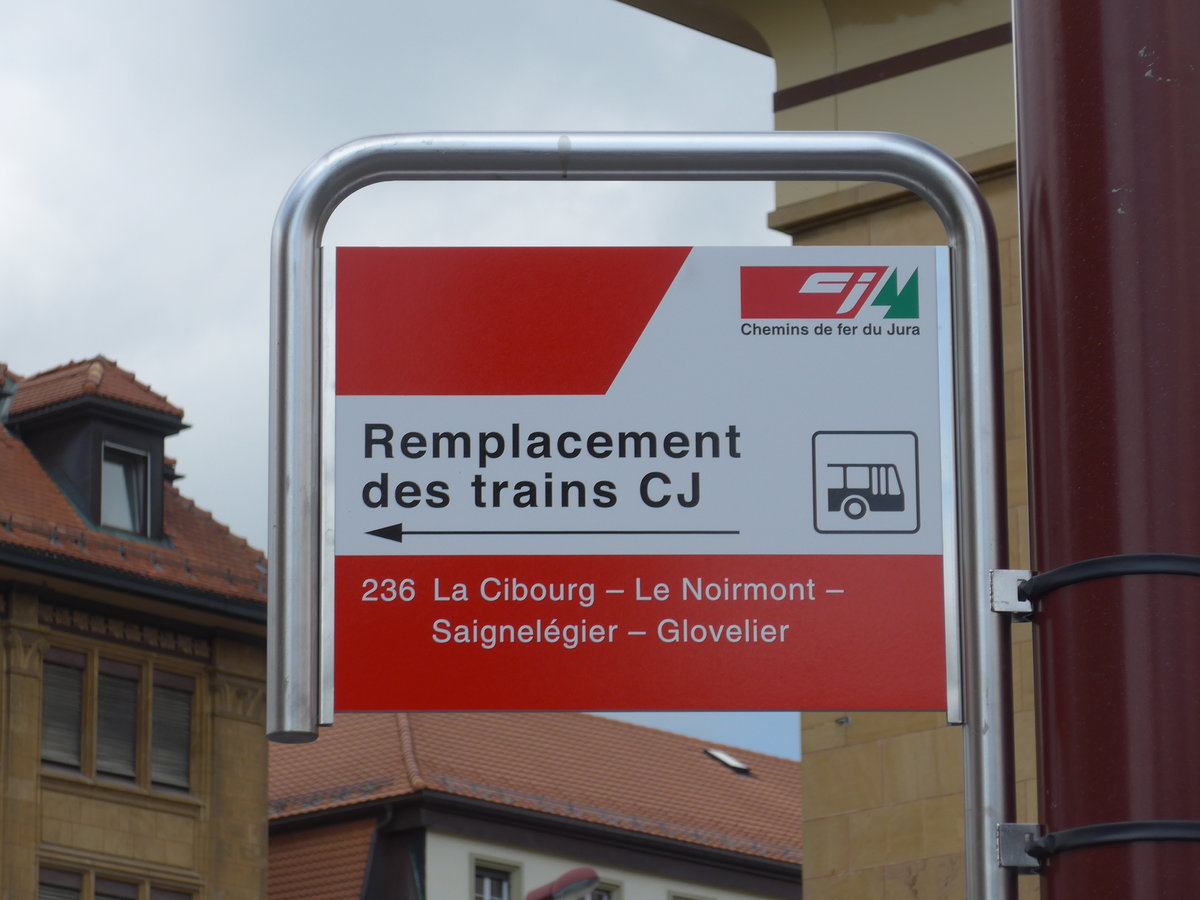 cj
Chemins de fer du Jura
Remplacement
des trains CJ
236 La Cibourg – Le Noirmont –
Saignelégier – Glovelier